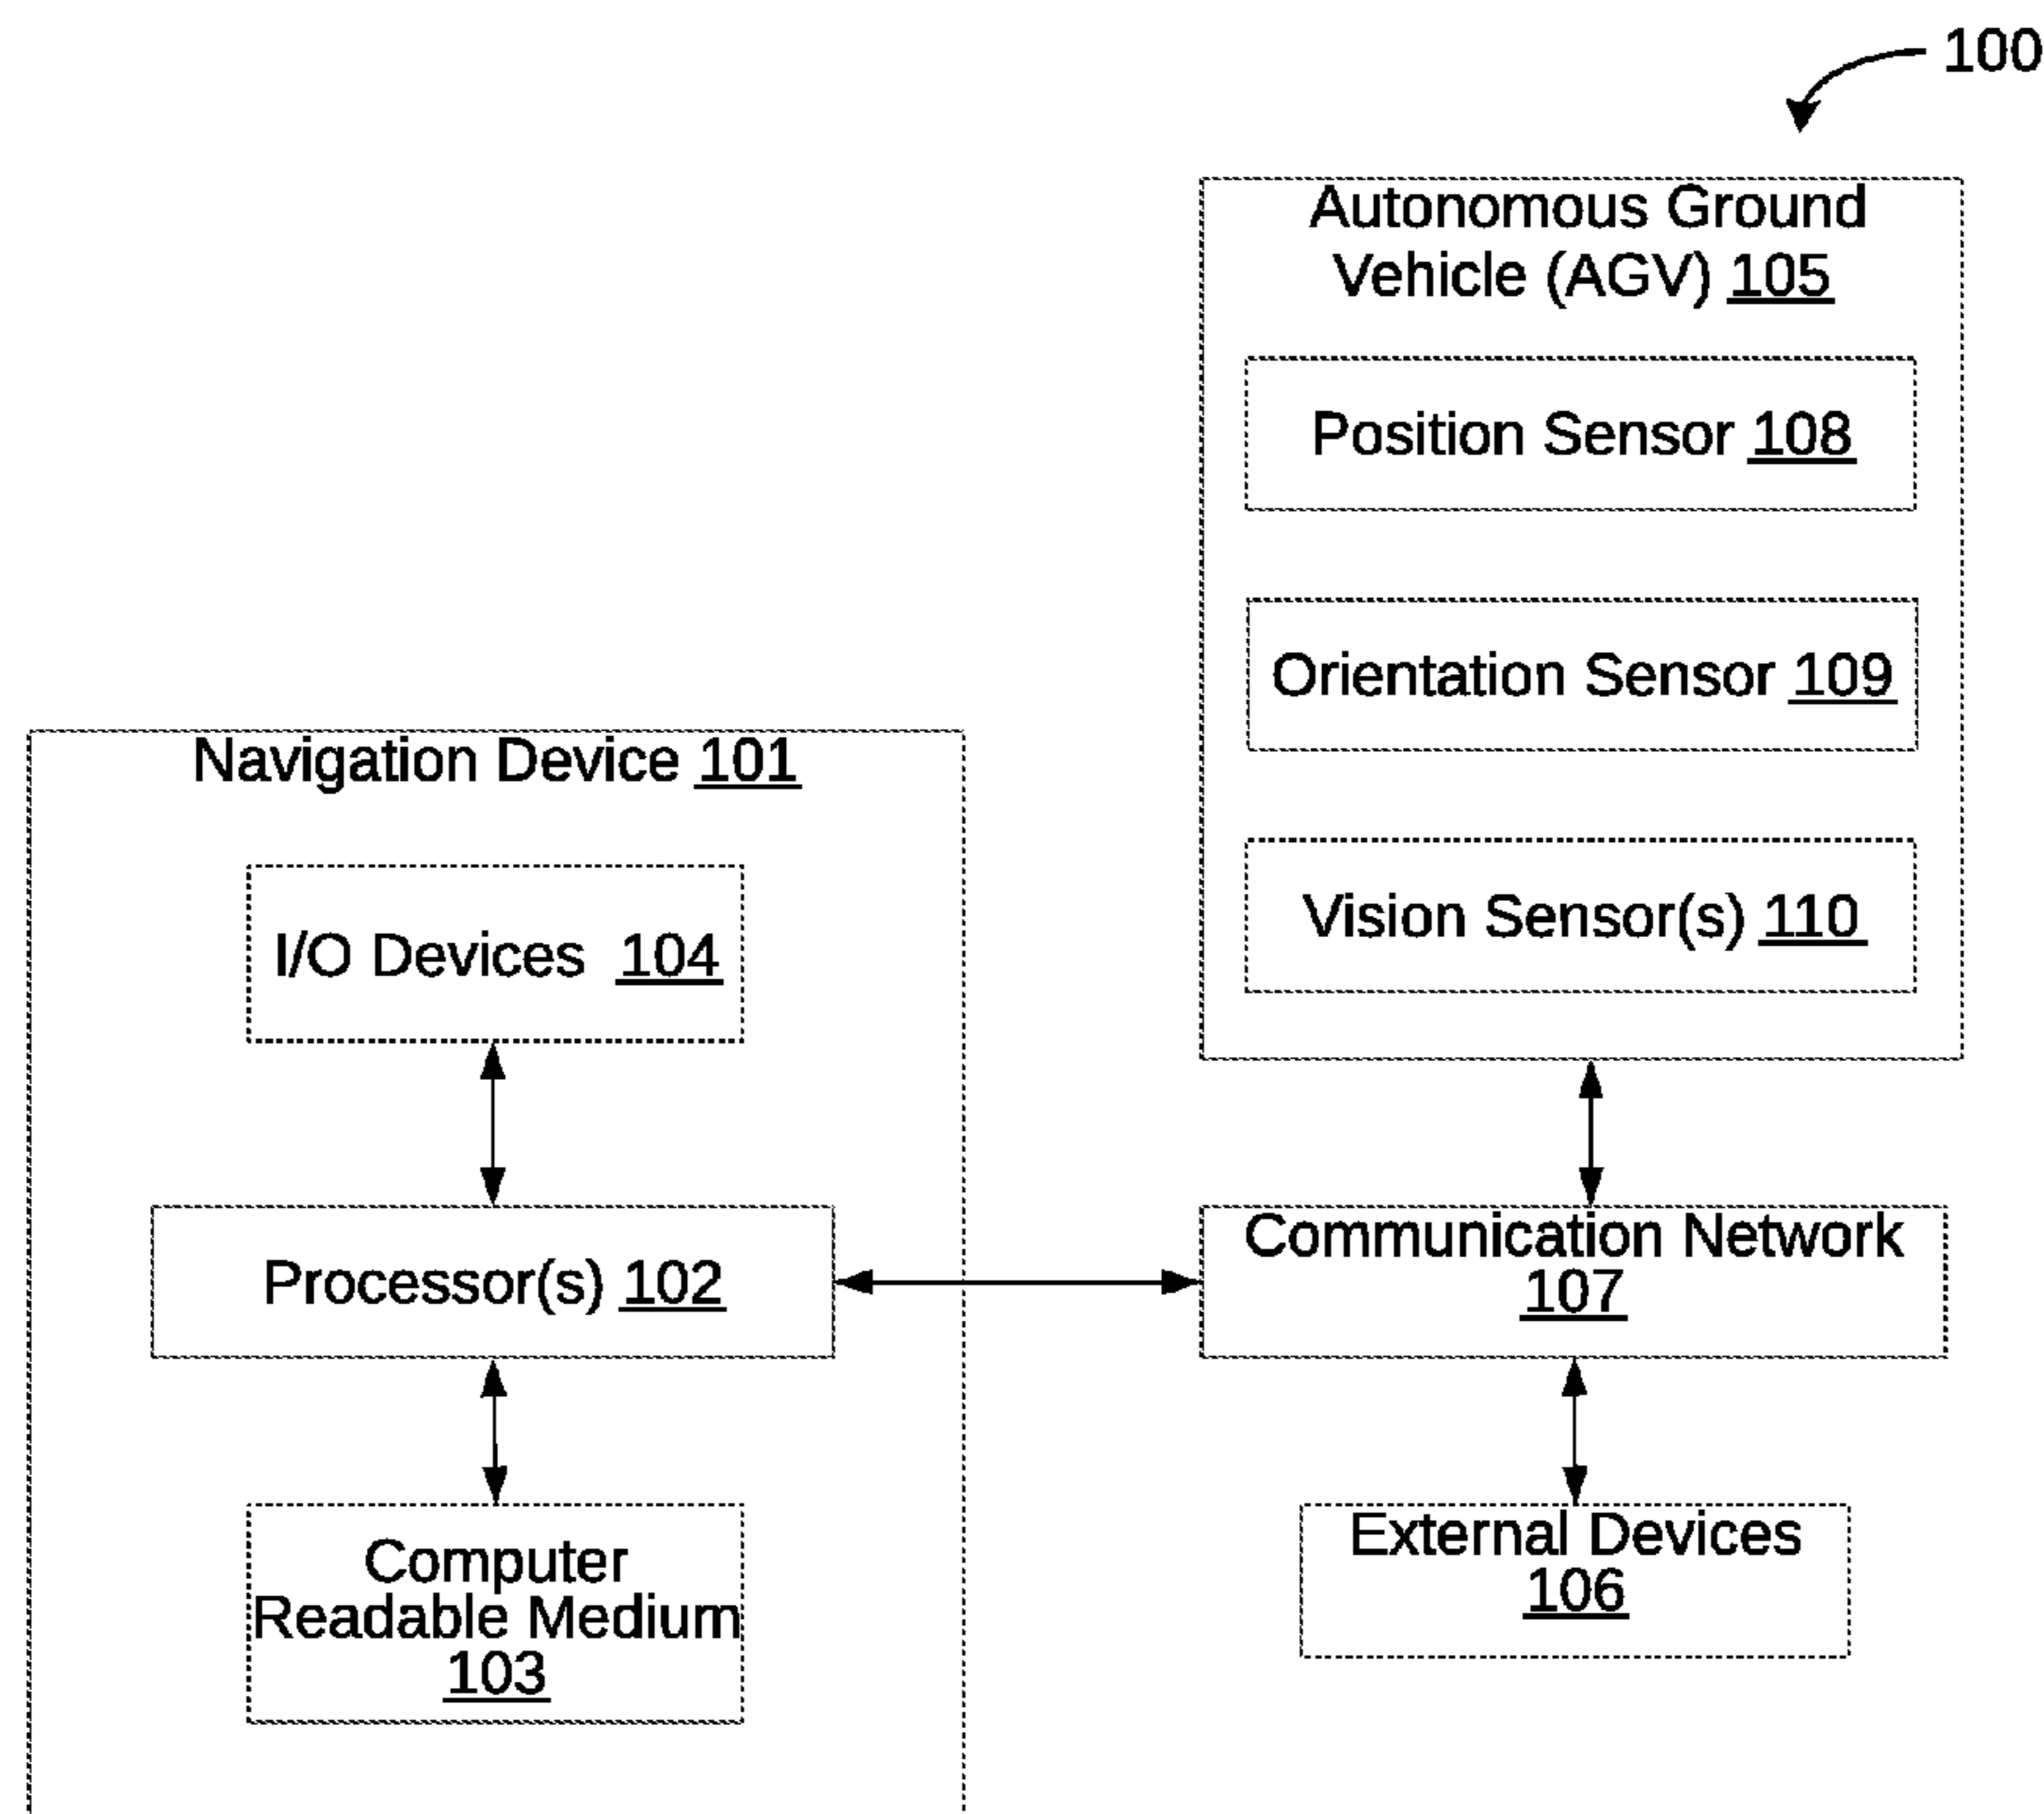 100
Autonomous Ground
Vehicle (AGV) 105
Position Sensor 108
Orientation Sensor 109
Vision Sensor(s) 110
Navigation Device 101
I/O Devices 104
Processor(s) 102
Computer
Readable Medium
103
Communication Network
107
External Devices
106